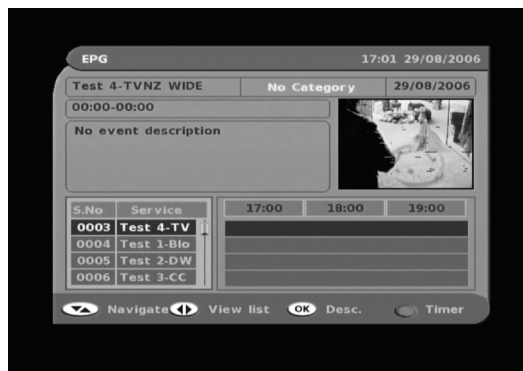 EPG 17:01 29/08/2006
Test 4-TVNZ WIDE No Category 29/08/2006
00:00-00:00
No event description
S.No Service 17:00 18:00 19:00
0003 Test 4-TV
0004 Test 1-Blo
0005 Test 2-DW
0006 Test 3-CC
Navigate View list OK Desc. Timer